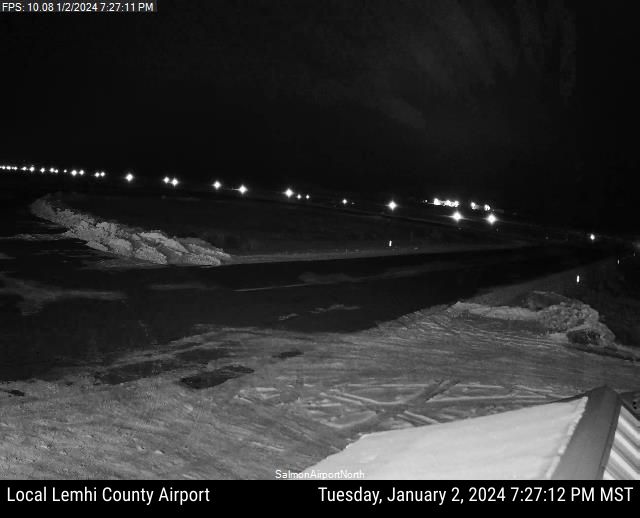 FPS: 10.08 1/2/2024 7:27:11 PM
SalmonAirportNorth
Local Lemhi County Airport
Tuesday, January 2, 2024 7:27:12 PM MST